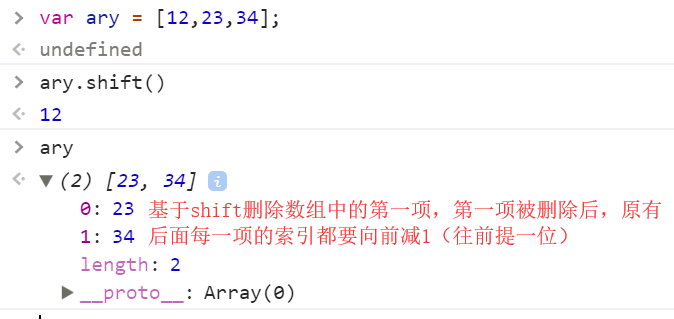 > var ary = [12,23,34];
undefined
> ary.shift()
12
> ary
▼(2) [23, 34] i
0: 23 基于shift删除数组中的第一项，第一项被删除后，原有
1: 34 后面每一项的索引都要向前减1（往前提一位）
length: 2
▶__proto__: Array(0)